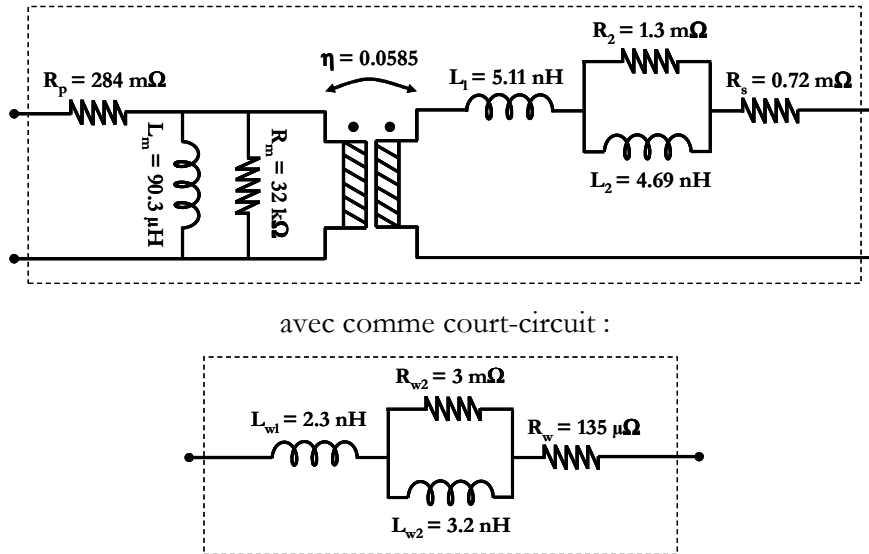 R₂ = 1.3 mΩ
η = 0.0585
L₁ = 5.11 nH
Rₚ = 284 mΩ
Rₛ = 0.72 mΩ
Lₘ = 90.3 µH
Rₘ = 32 kΩ
L₂ = 4.69 nH
avec comme court-circuit :
R_w2 = 3 mΩ
L_w1 = 2.3 nH
R_w = 135 µΩ
L_w2 = 3.2 nH